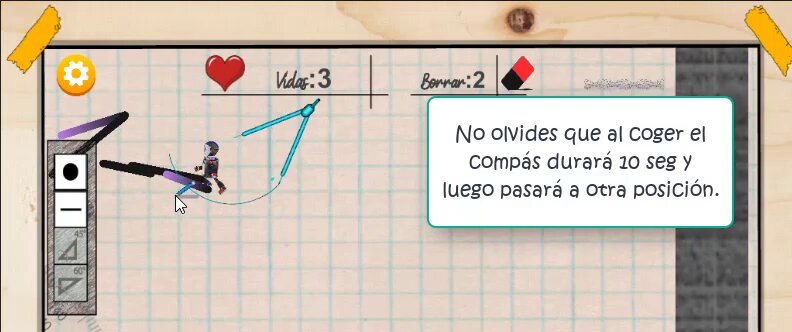 Vidas:3
Borrar:2
No olvides que al coger el
compás durará 10 seg y
luego pasará a otra posición.
45°
60°